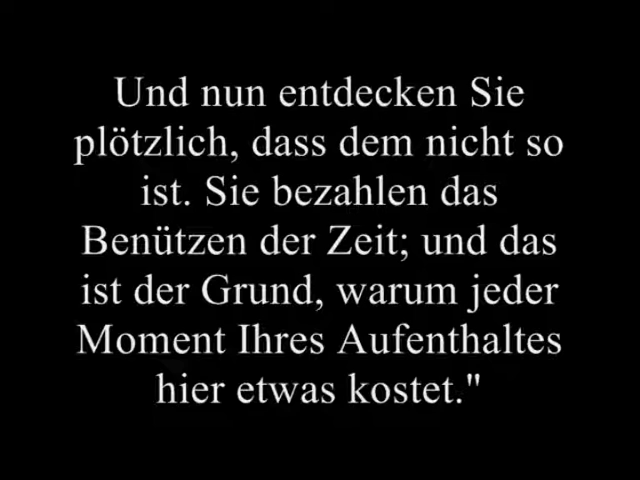 Und nun entdecken Sie
plötzlich, dass dem nicht so
ist. Sie bezahlen das
Benützen der Zeit; und das
ist der Grund, warum jeder
Moment Ihres Aufenthaltes
hier etwas kostet."